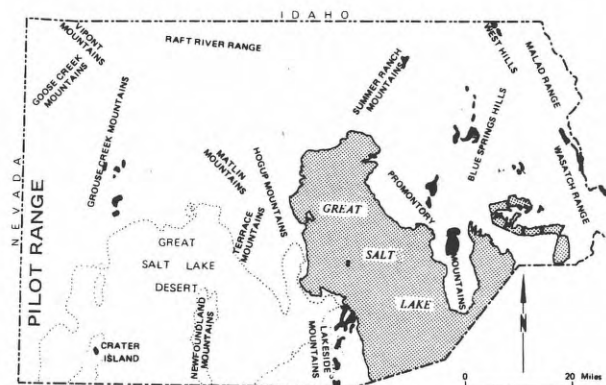 IDAHO
VIPONT
MOUNTAINS
GOOSE CREEK
MOUNTAINS
RAFT RIVER RANGE
SUMMER RANCH
MOUNTAINS
WEST HILLS
MALAD RANGE
BLUE SPRINGS HILLS
WASATCH RANGE
GROUSE CREEK MOUNTAINS
MATLIN
MOUNTAINS
HOGUP MOUNTAINS
TERRACE
MOUNTAINS
PROMONTORY
MOUNTAINS
NEVADA
PILOT RANGE
GREAT
SALT
LAKE
GREAT
SALT LAKE
DESERT
NEWFOUNDLAND
MOUNTAINS
LAKESIDE
MOUNTAINS
CRATER
ISLAND
N
0 20 Miles